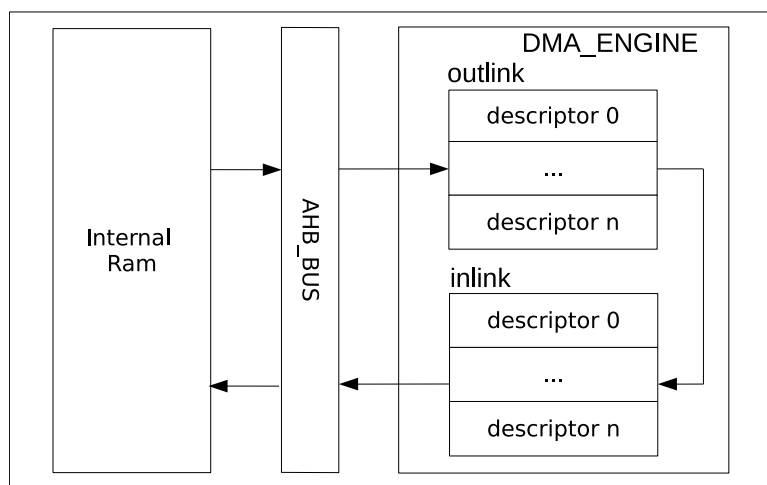 DMA_ENGINE
outlink
descriptor 0
...
descriptor n
Internal
Ram
AHB_BUS
inlink
descriptor 0
...
descriptor n